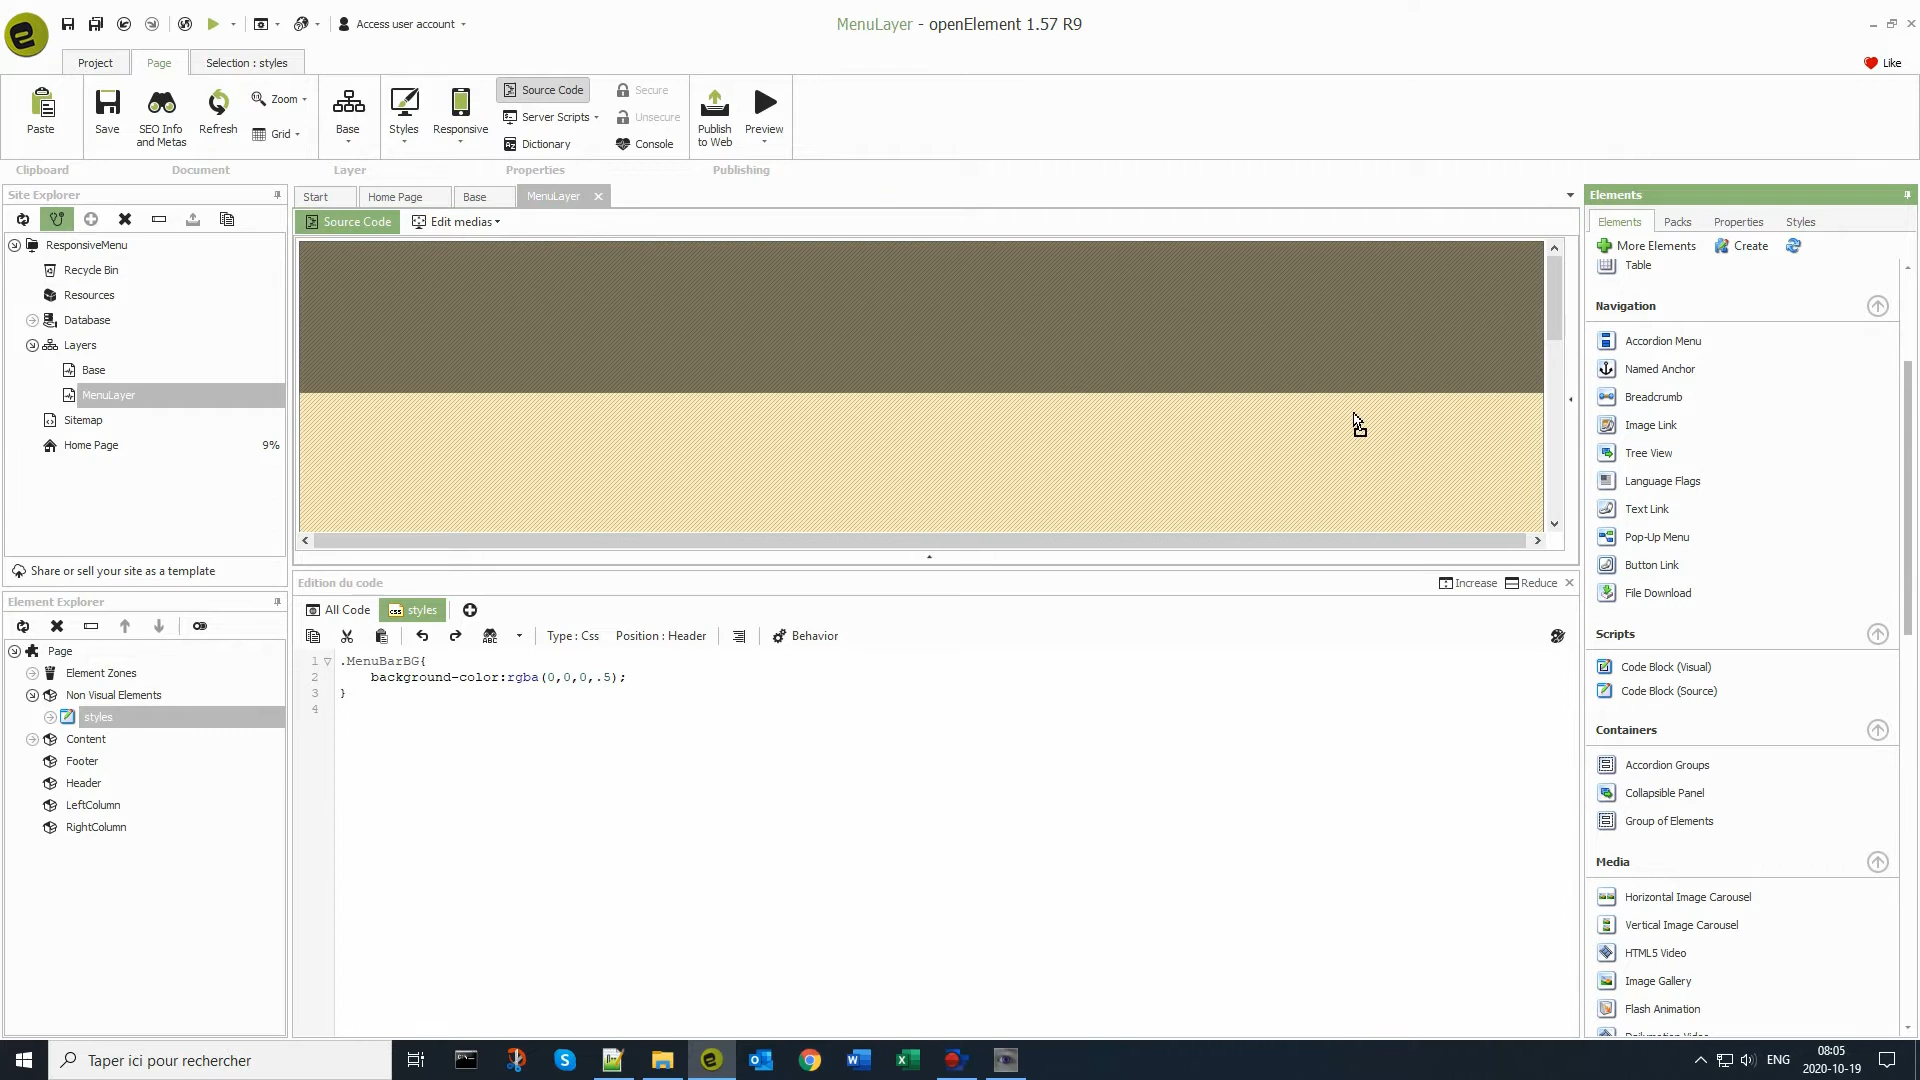 Access user account
MenuLayer - openElement 1.57 R9
Project
Page
Selection : styles
Like
Paste
Save
SEO Info
and Metas
Refresh
Zoom
Grid
Base
Styles
Responsive
Source Code
Server Scripts
Dictionary
Secure
Unsecure
Console
Publish
to Web
Preview
Clipboard
Document
Layer
Properties
Publishing
Site Explorer
ResponsiveMenu
Recycle Bin
Resources
Database
Layers
Base
MenuLayer
Sitemap
Home Page 9%
Share or sell your site as a template
Element Explorer
Page
Element Zones
Non Visual Elements
styles
Content
Footer
Header
LeftColumn
RightColumn
Start
Home Page
Base
MenuLayer
Source Code
Edit medias
Edition du code
Increase
Reduce
All Code
css styles
ABC
Type : Css
Position : Header
Behavior
1 .MenuBarBG{
2 background-color:rgba(0,0,0,.5);
3 }
4
Elements
Elements
Packs
Properties
Styles
More Elements
Create
Table
Navigation
Accordion Menu
Named Anchor
Breadcrumb
Image Link
Tree View
Language Flags
Text Link
Pop-Up Menu
Button Link
File Download
Scripts
Code Block (Visual)
Code Block (Source)
Containers
Accordion Groups
Collapsible Panel
Group of Elements
Media
Horizontal Image Carousel
Vertical Image Carousel
HTML5 Video
Image Gallery
Flash Animation
Taper ici pour rechercher
ENG
08:05
2020-10-19